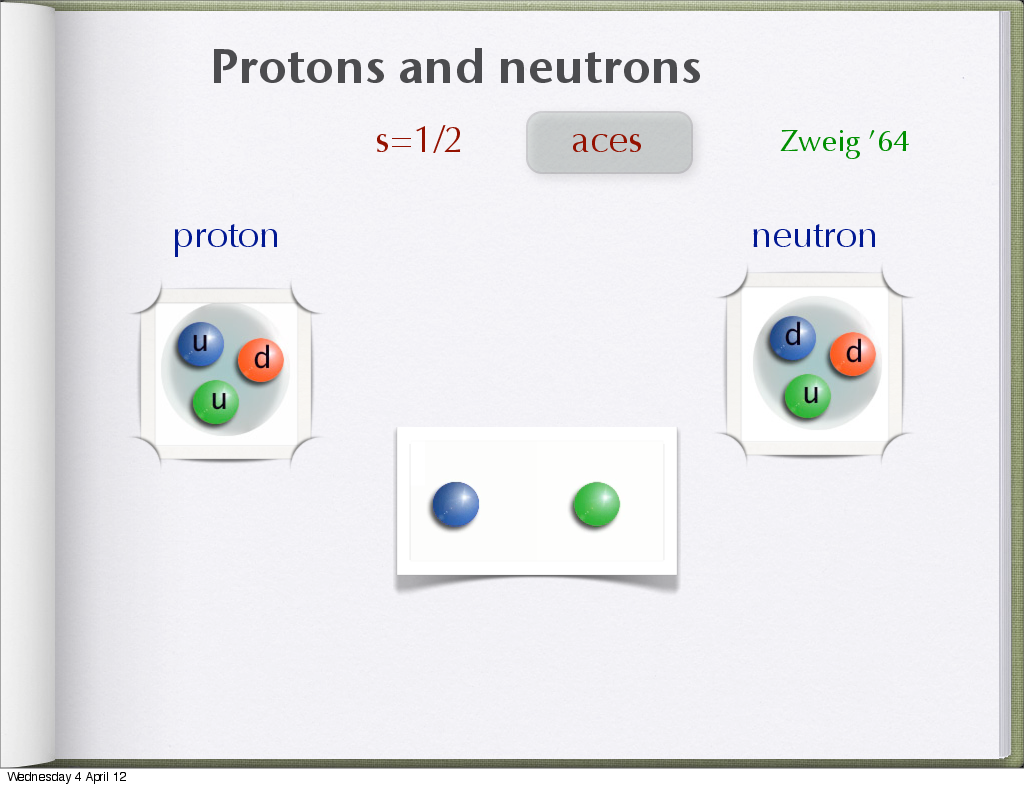 Protons and neutrons
s=1/2 aces Zweig ’64
proton neutron
u d u
d d u
Wednesday 4 April 12